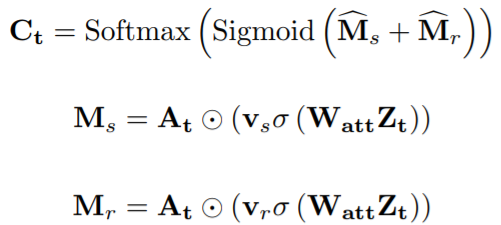 C_t = Softmax(Sigmoid(M̂_s + M̂_r))
M_s = A_t ⊙ (v_s σ (W_att Z_t))
M_r = A_t ⊙ (v_r σ (W_att Z_t))